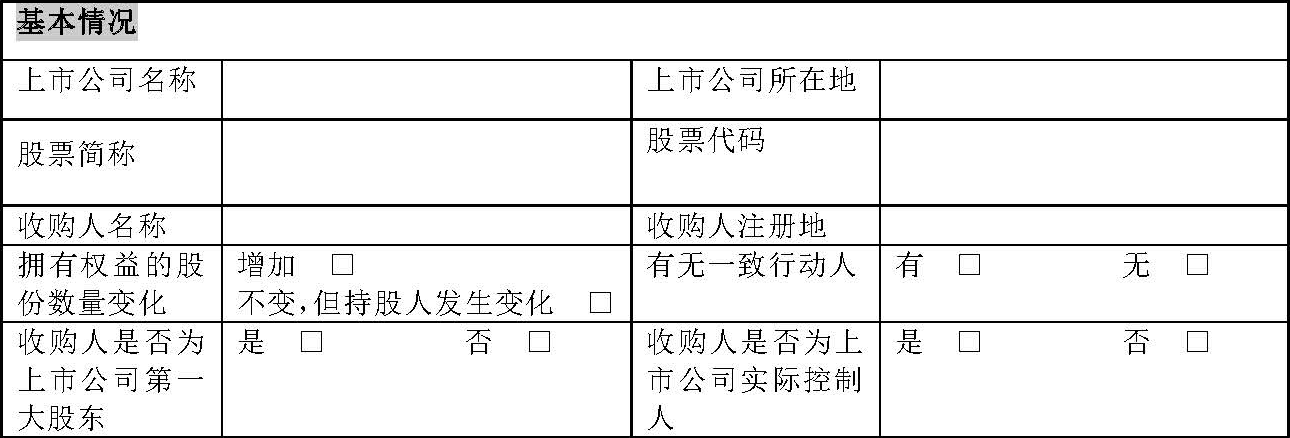 基本情况
上市公司名称
上市公司所在地
股票简称
股票代码
收购人名称
收购人注册地
拥有权益的股
份数量变化
增加 □
不变,但持股人发生变化 □
有无一致行动人
有 □ 无 □
收购人是否为
上市公司第一
大股东
是 □ 否 □
收购人是否为上
市公司实际控制
人
是 □ 否 □